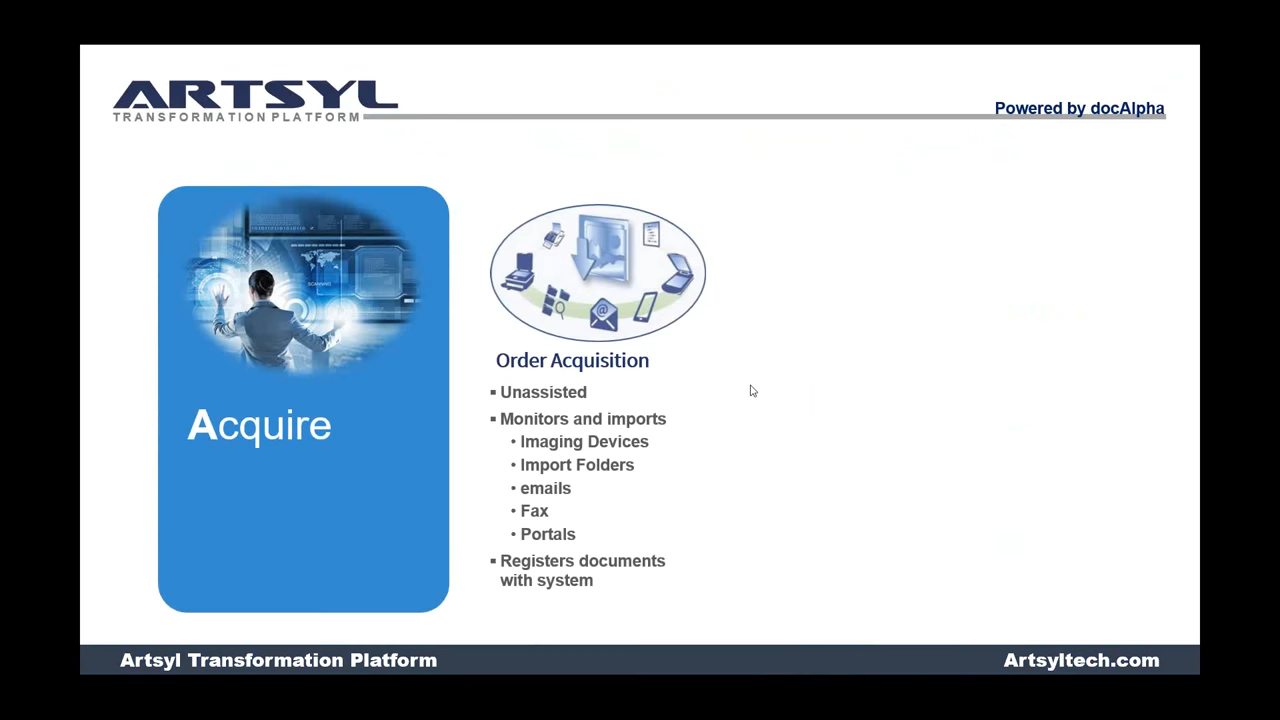 ARTSYL
TRANSFORMATION PLATFORM
Powered by docAlpha
Acquire
Order Acquisition
▪ Unassisted
▪ Monitors and imports
• Imaging Devices
• Import Folders
• emails
• Fax
• Portals
▪ Registers documents
with system
Artsyl Transformation Platform
Artsyltech.com